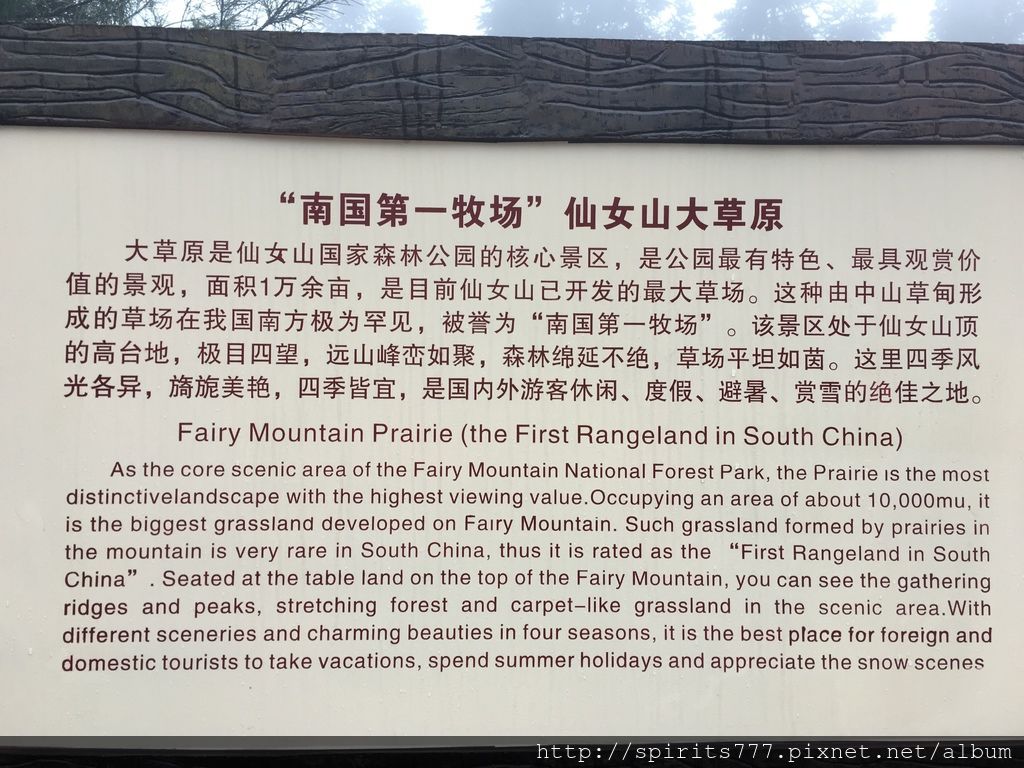 “南国第一牧场”仙女山大草原
大草原是仙女山国家森林公园的核心景区，是公园最有特色、最具观赏价
值的景观，面积1万余亩，是目前仙女山已开发的最大草场。这种由中山草甸形
成的草场在我国南方极为罕见，被誉为“南国第一牧场”。该景区处于仙女山顶
的高台地，极目四望，远山峰峦如聚，森林绵延不绝，草场平坦如茵。这里四季风
光各异，旖旎美艳，四季皆宜，是国内外游客休闲、度假、避暑、赏雪的绝佳之地。
Fairy Mountain Prairie (the First Rangeland in South China)
As the core scenic area of the Fairy Mountain National Forest Park, the Prairie is the most
distinctivelandscape with the highest viewing value.Occupying an area of about 10,000mu, it
is the biggest grassland developed on Fairy Mountain. Such grassland formed by prairies in
the mountain is very rare in South China, thus it is rated as the “First Rangeland in South
China”. Seated at the table land on the top of the Fairy Mountain, you can see the gathering
ridges and peaks, stretching forest and carpet-like grassland in the scenic area.With
different sceneries and charming beauties in four seasons, it is the best place for foreign and
domestic tourists to take vacations, spend summer holidays and appreciate the snow scenes
http://spirits777.pixnet.net/album